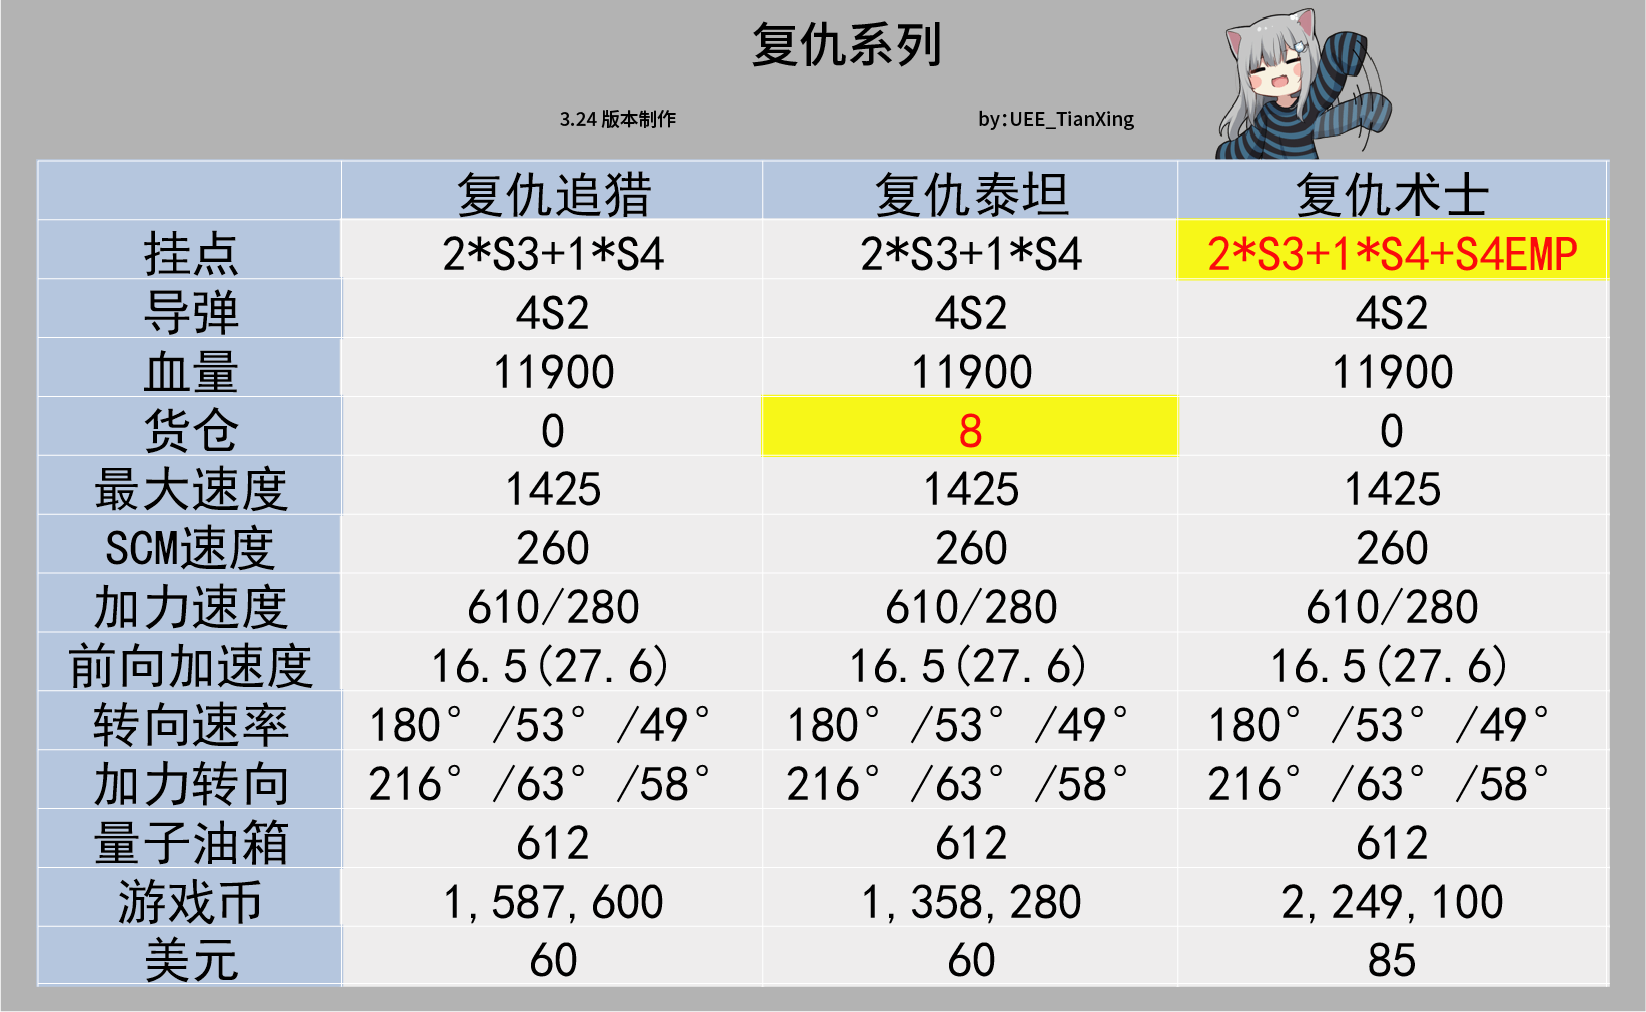 复仇系列
3.24 版本制作 by：UEE_TianXing
复仇追猎 复仇泰坦 复仇术士
挂点 2*S3+1*S4 2*S3+1*S4 2*S3+1*S4+S4EMP
导弹 4S2 4S2 4S2
血量 11900 11900 11900
货仓 0 8 0
最大速度 1425 1425 1425
SCM速度 260 260 260
加力速度 610/280 610/280 610/280
前向加速度 16.5(27.6) 16.5(27.6) 16.5(27.6)
转向速率 180° /53° /49° 180° /53° /49° 180° /53° /49°
加力转向 216° /63° /58° 216° /63° /58° 216° /63° /58°
量子油箱 612 612 612
游戏币 1,587,600 1,358,280 2,249,100
美元 60 60 85